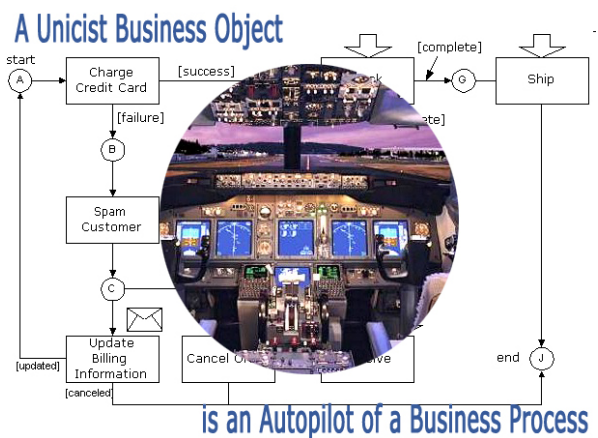 A Unicist Business Object
[complete]
start
A
Charge
Credit Card
[success]
G
Ship
[failure]
B
Spam
Customer
C
Update
Billing
Information
[updated]
Cancel
end
J
[canceled]
is an Autopilot of a Business Process